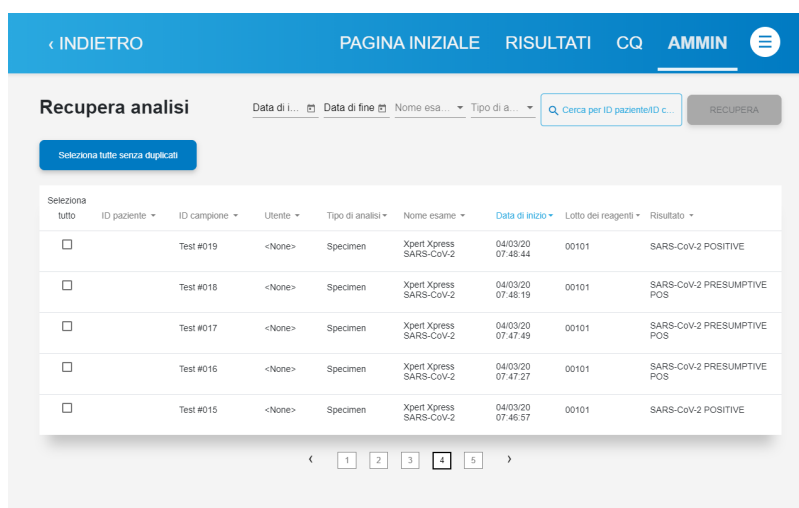 ‹ INDIETRO PAGINA INIZIALE RISULTATI CQ AMMIN
Recupera analisi Data di i... Data di fine Nome esa... Tipo di a... Cerca per ID paziente/ID c... RECUPERA
Seleziona tutte senza duplicati
Seleziona
tutto ID paziente ID campione Utente Tipo di analisi Nome esame Data di inizio Lotto dei reagenti Risultato
Test #019 <None> Specimen Xpert Xpress 04/03/20 00101 SARS-CoV-2 POSITIVE
SARS-CoV-2 07:48:44
Test #018 <None> Specimen Xpert Xpress 04/03/20 00101 SARS-CoV-2 PRESUMPTIVE
SARS-CoV-2 07:48:19 POS
Test #017 <None> Specimen Xpert Xpress 04/03/20 00101 SARS-CoV-2 PRESUMPTIVE
SARS-CoV-2 07:47:49 POS
Test #016 <None> Specimen Xpert Xpress 04/03/20 00101 SARS-CoV-2 PRESUMPTIVE
SARS-CoV-2 07:47:27 POS
Test #015 <None> Specimen Xpert Xpress 04/03/20 00101 SARS-CoV-2 POSITIVE
SARS-CoV-2 07:46:57
‹ 1 2 3 4 5 ›